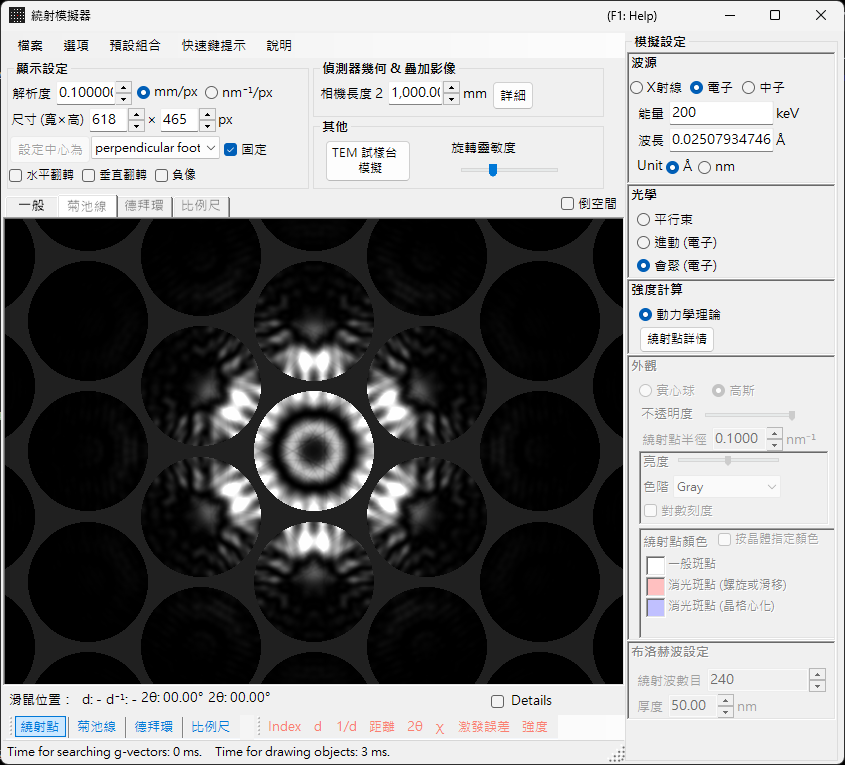 繞射模擬器 (F1: Help)
檔案 選項 預設組合 快速鍵提示 說明
顯示設定
解析度 0.10000 mm/px nm⁻¹/px
尺寸 (寬×高) 618 × 465 px
設定中心為 perpendicular foot 固定
水平翻轉 垂直翻轉 負像
偵測器幾何 & 疊加影像
相機長度 2 1,000.0 mm 詳細
其他
TEM 試樣台
模擬
旋轉靈敏度
一般 菊池線 德拜環 比例尺 倒空間
模擬設定
波源
X射線 電子 中子
能量 200 keV
波長 0.02507934746 Å
Unit Å nm
光學
平行束
進動 (電子)
會聚 (電子)
強度計算
動力學理論
繞射點詳情
外觀
實心球 高斯
不透明度
繞射點半徑 0.1000 nm⁻¹
亮度
色階 Gray
對數刻度
繞射點顏色 按晶體指定顏色
一般斑點
消光斑點 (螺旋或滑移)
消光斑點 (晶格心化)
布洛赫波設定
繞射波數目 240
厚度 50.00 nm
滑鼠位置： d: - d⁻¹: - 2θ: 00.00° 2θ: 00.00°
Details
繞射點 菊池線 德拜環 比例尺 Index d 1/d 距離 2θ χ 激發誤差 強度
Time for searching g-vectors: 0 ms. Time for drawing objects: 3 ms.